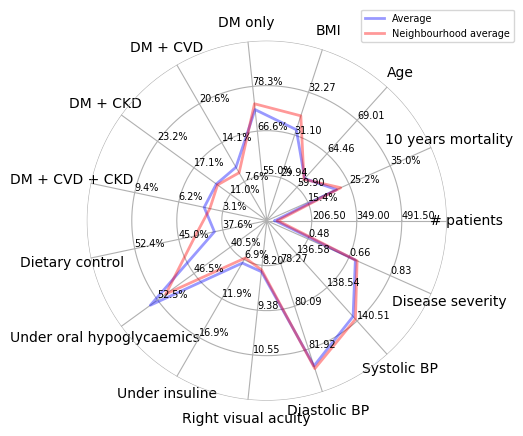 Average
Neighbourhood average
DM only
BMI
DM + CVD
Age
78.3%
32.27
20.6%
DM + CKD
69.01
66.6%
31.10
14.1%
23.2%
10 years mortality
64.46
35.0%
17.1%
55.0%
29.94
7.6%
DM + CVD + CKD
25.2%
59.90
11.0%
9.4%
6.2%
15.4%
3.1%
206.50
349.00
491.50
# patients
37.6%
45.0%
0.48
52.4%
40.5%
136.58
0.66
6.9%
8.20
78.27
Dietary control
46.5%
0.83
138.54
52.5%
11.9%
Disease severity
80.09
9.38
140.51
16.9%
Under oral hypoglycaemics
81.92
10.55
Systolic BP
Under insuline
Diastolic BP
Right visual acuity